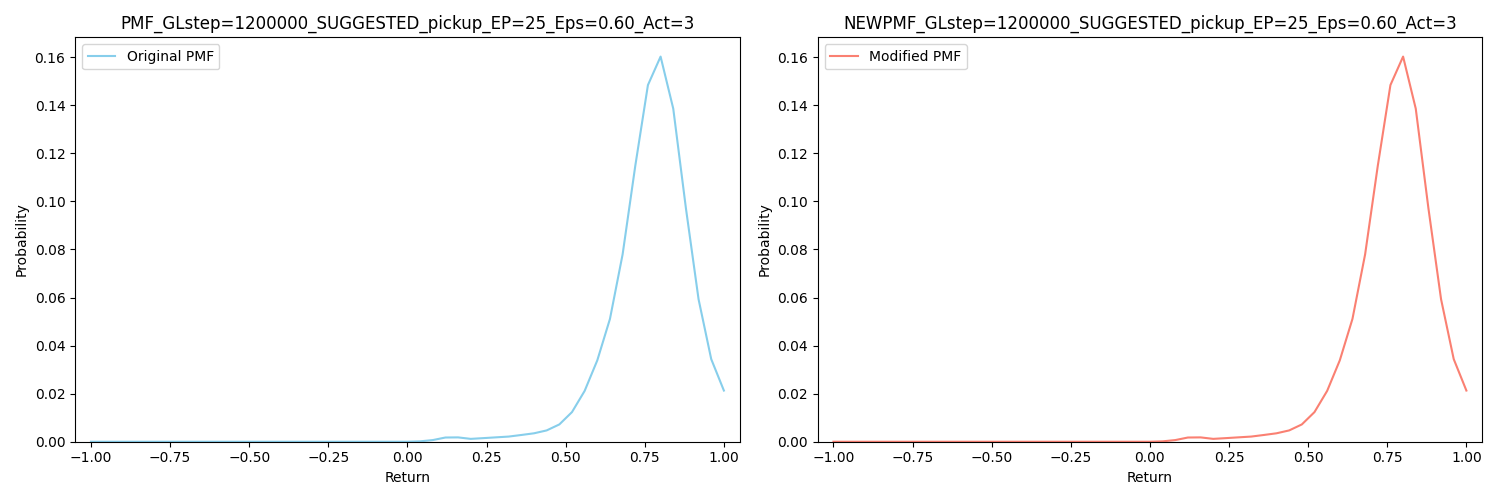 PMF_GLstep=1200000_SUGGESTED_pickup_EP=25_Eps=0.60_Act=3
Original PMF
Probability
0.16
0.14
0.12
0.10
0.08
0.06
0.04
0.02
0.00
−1.00 −0.75 −0.50 −0.25 0.00 0.25 0.50 0.75 1.00
Return
NEWPMF_GLstep=1200000_SUGGESTED_pickup_EP=25_Eps=0.60_Act=3
Modified PMF
Probability
0.16
0.14
0.12
0.10
0.08
0.06
0.04
0.02
0.00
−1.00 −0.75 −0.50 −0.25 0.00 0.25 0.50 0.75 1.00
Return